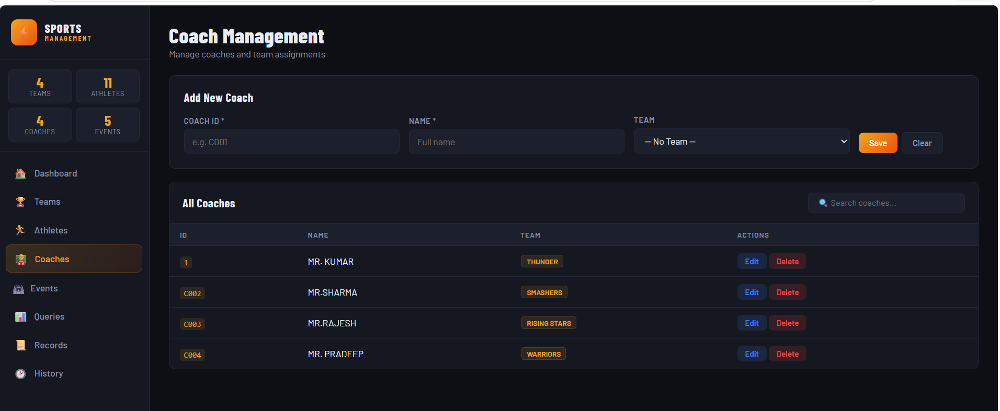 SPORTS
MANAGEMENT
4
TEAMS
11
ATHLETES
4
COACHES
5
EVENTS
Dashboard
Teams
Athletes
Coaches
Events
Queries
Records
History
Coach Management
Manage coaches and team assignments
Add New Coach
COACH ID *
NAME *
TEAM
e.g. C001
Full name
— No Team —
Save
Clear
All Coaches
Search coaches...
ID NAME TEAM ACTIONS
1 MR. KUMAR THUNDER Edit Delete
C002 MR.SHARMA SMASHERS Edit Delete
C003 MR.RAJESH RISING STARS Edit Delete
C004 MR. PRADEEP WARRIORS Edit Delete